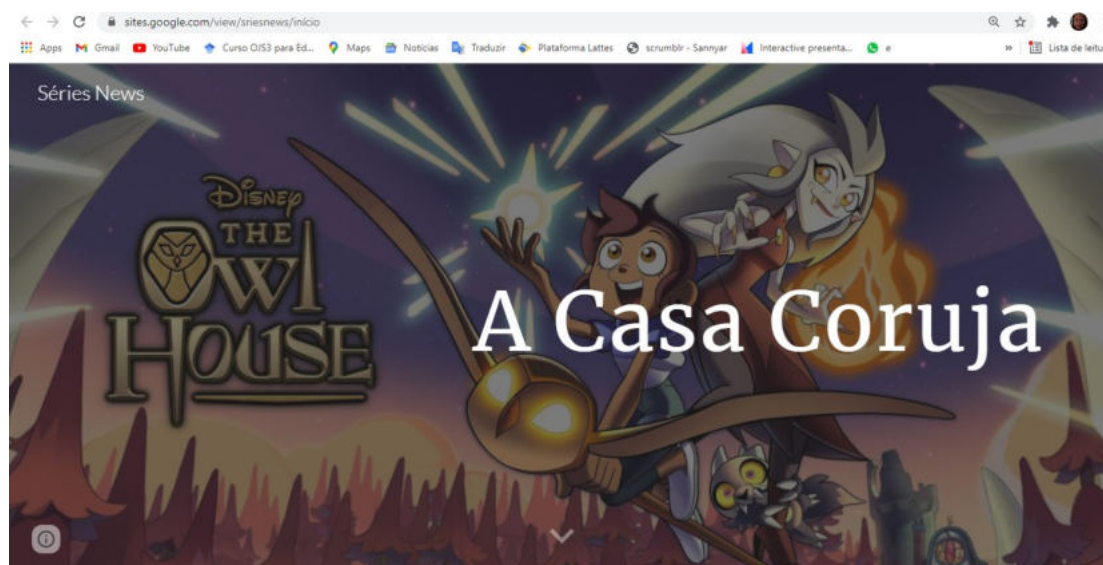 sites.google.com/view/sriesnews/início
Apps Gmail YouTube Curso OJS3 para Ed... Maps Notícias Traduzir Plataforma Lattes scrumblr - Sannyar Interactive presenta... e » Lista de leitu
Séries News
Disney
THE
OWL
HOUSE
A Casa Coruja